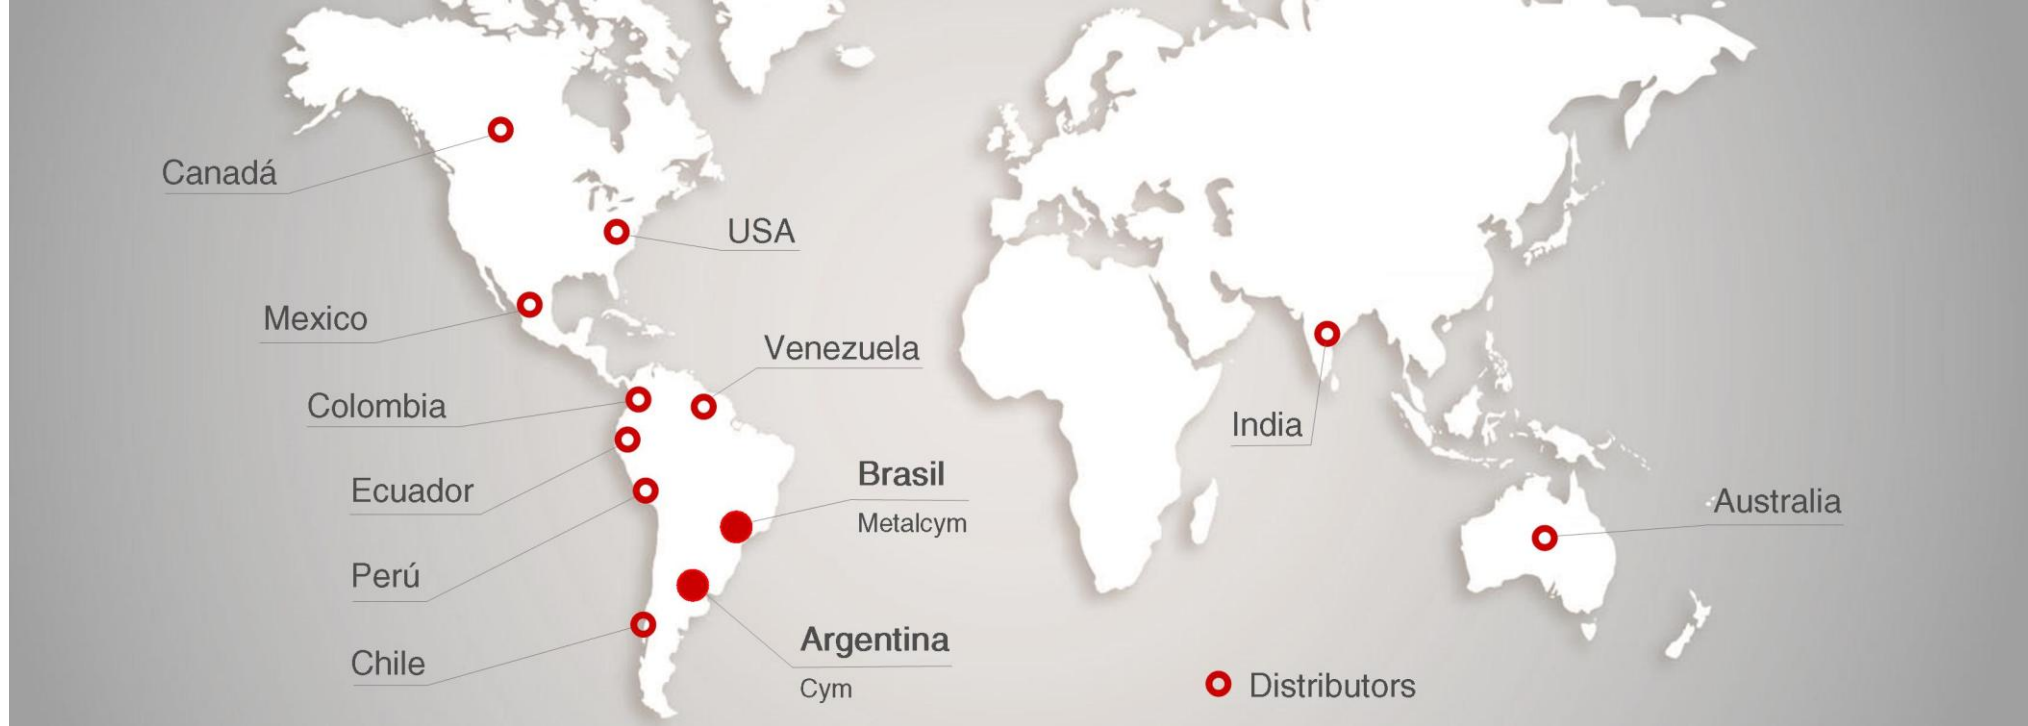 Canadá
USA
Mexico
Venezuela
Colombia
India
Ecuador
Brasil
Metalcym
Australia
Perú
Argentina
Cym
Chile
Distributors